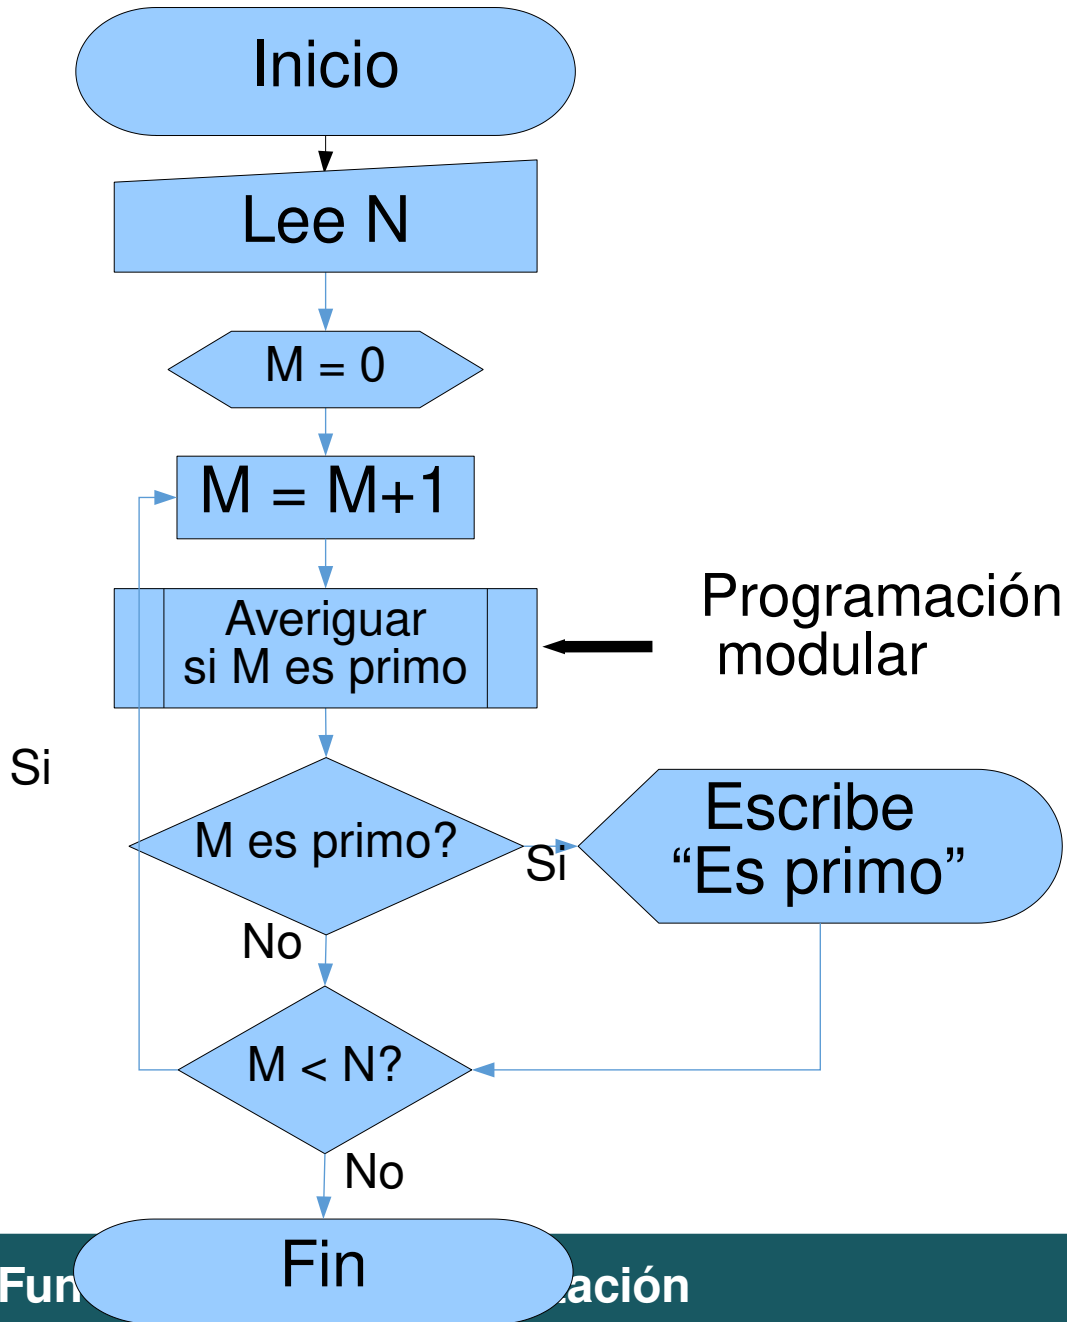 Inicio
Lee N
M = 0
M = M+1
Averiguar
si M es primo
Programación
modular
Si
M es primo?
Si
Escribe
“Es primo”
No
M < N?
No
Fin